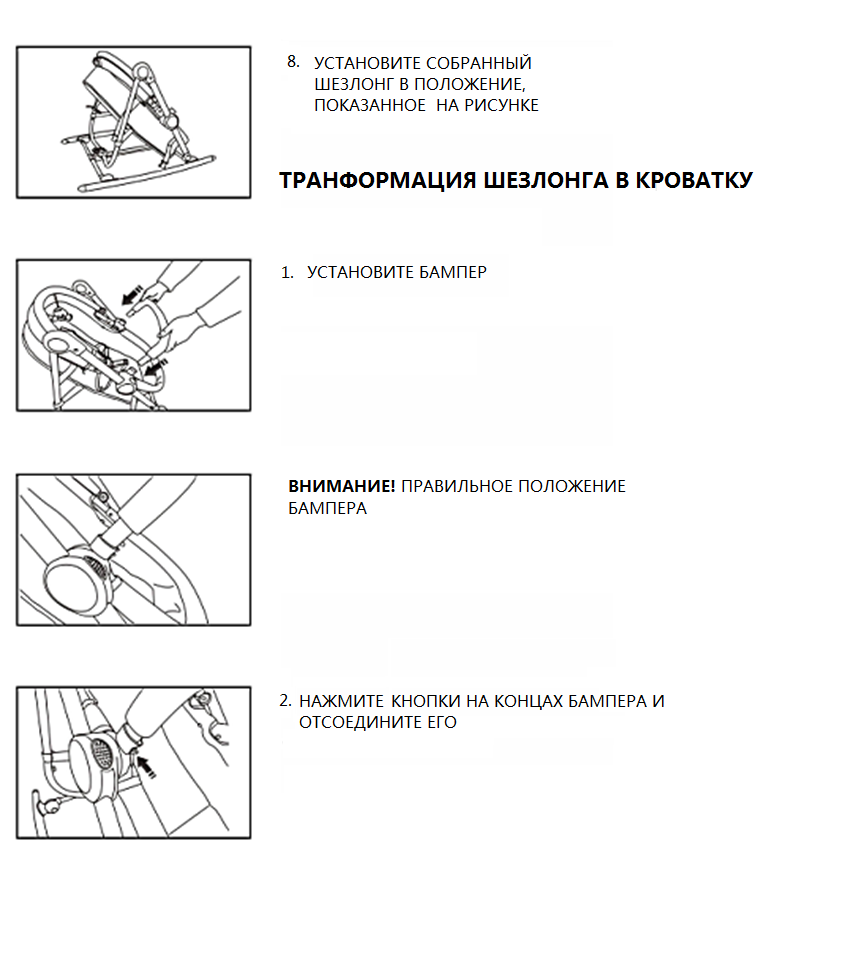 8. УСТАНОВИТЕ СОБРАННЫЙ
ШЕЗЛОНГ В ПОЛОЖЕНИЕ,
ПОКАЗАННОЕ НА РИСУНКЕ
ТРАНФОРМАЦИЯ ШЕЗЛОНГА В КРОВАТКУ
1. УСТАНОВИТЕ БАМПЕР
ВНИМАНИЕ! ПРАВИЛЬНОЕ ПОЛОЖЕНИЕ
БАМПЕРА
2. НАЖМИТЕ КНОПКИ НА КОНЦАХ БАМПЕРА И
ОТСОЕДИНИТЕ ЕГО